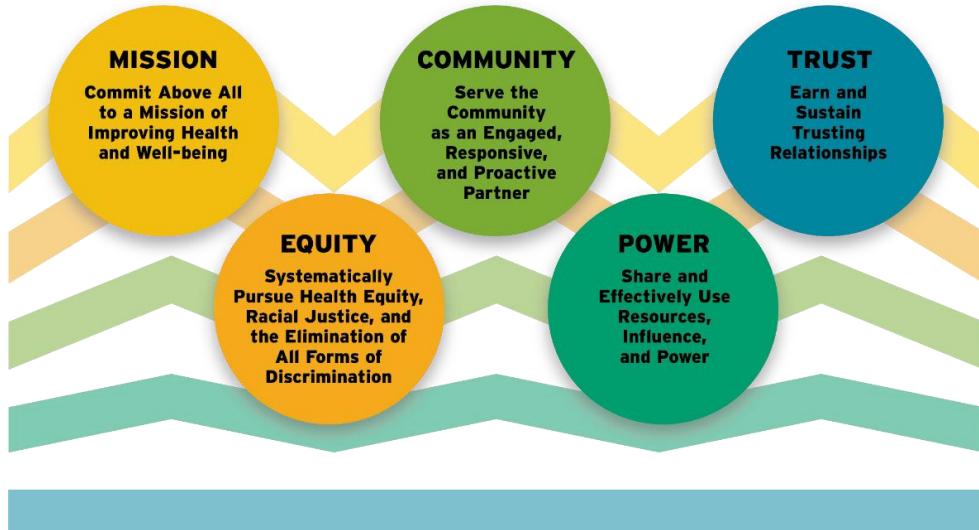 MISSION
Commit Above All
to a Mission of
Improving Health
and Well-being
COMMUNITY
Serve the
Community
as an Engaged,
Responsive,
and Proactive
Partner
TRUST
Earn and
Sustain
Trusting
Relationships
EQUITY
Systematically
Pursue Health Equity,
Racial Justice, and
the Elimination of
All Forms of
Discrimination
POWER
Share and
Effectively Use
Resources,
Influence,
and Power